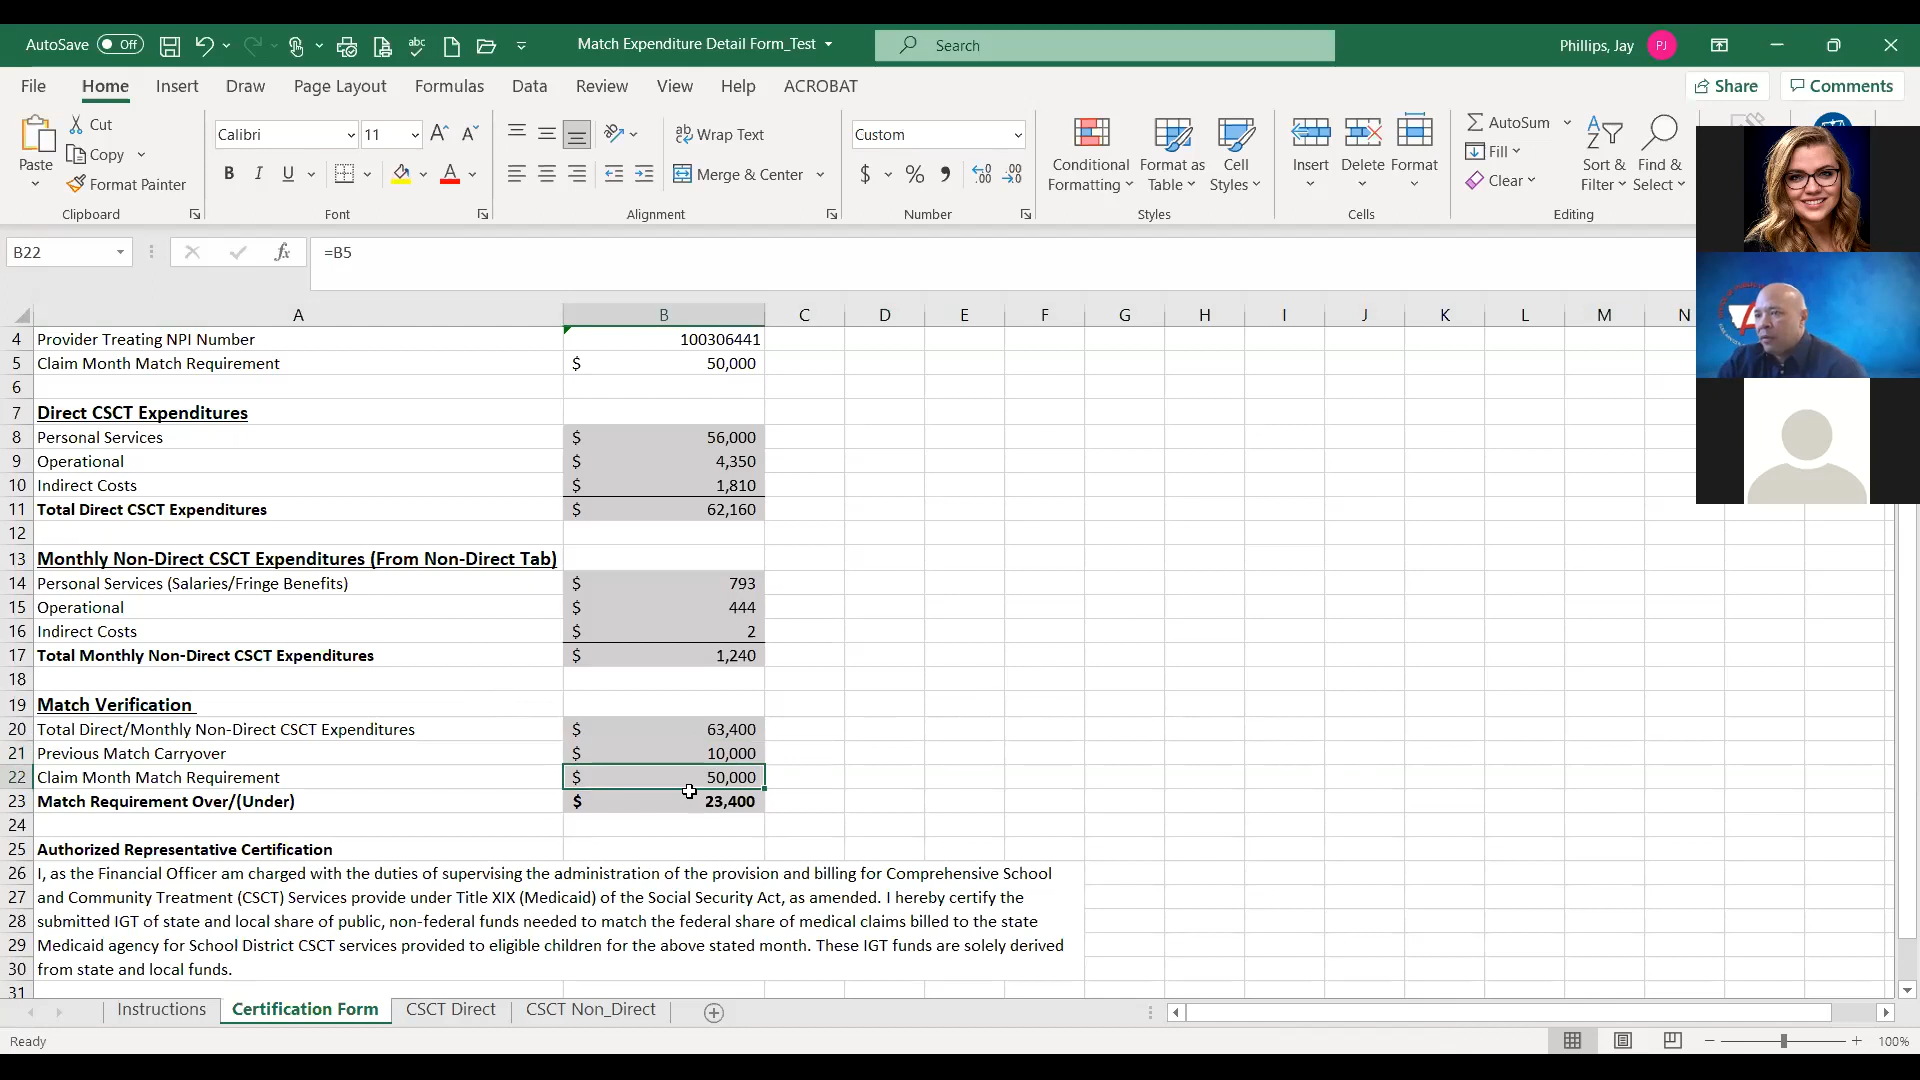 AutoSave Off Match Expenditure Detail Form_Test Search Phillips, Jay PJ
File Home Insert Draw Page Layout Formulas Data Review View Help ACROBAT Share Comments
Paste Cut Copy Format Painter Clipboard
Calibri 11 B I U A Font
Wrap Text Merge & Center Alignment
Custom $ % Number
Conditional Formatting Format as Table Cell Styles Styles
Insert Delete Format Cells
AutoSum Fill Clear Sort & Filter Find & Select Editing
B22 fx =B5
A B C D E F G H I J K L M N
4 Provider Treating NPI Number 100306441
5 Claim Month Match Requirement $ 50,000
6
7 Direct CSCT Expenditures
8 Personal Services $ 56,000
9 Operational $ 4,350
10 Indirect Costs $ 1,810
11 Total Direct CSCT Expenditures $ 62,160
12
13 Monthly Non-Direct CSCT Expenditures (From Non-Direct Tab)
14 Personal Services (Salaries/Fringe Benefits) $ 793
15 Operational $ 444
16 Indirect Costs $ 2
17 Total Monthly Non-Direct CSCT Expenditures $ 1,240
18
19 Match Verification
20 Total Direct/Monthly Non-Direct CSCT Expenditures $ 63,400
21 Previous Match Carryover $ 10,000
22 Claim Month Match Requirement $ 50,000
23 Match Requirement Over/(Under) $ 23,400
24
25 Authorized Representative Certification
26 I, as the Financial Officer am charged with the duties of supervising the administration of the provision and billing for Comprehensive School
27 and Community Treatment (CSCT) Services provide under Title XIX (Medicaid) of the Social Security Act, as amended. I hereby certify the
28 submitted IGT of state and local share of public, non-federal funds needed to match the federal share of medical claims billed to the state
29 Medicaid agency for School District CSCT services provided to eligible children for the above stated month. These IGT funds are solely derived
30 from state and local funds.
31
Instructions Certification Form CSCT Direct CSCT Non_Direct
Ready 100%